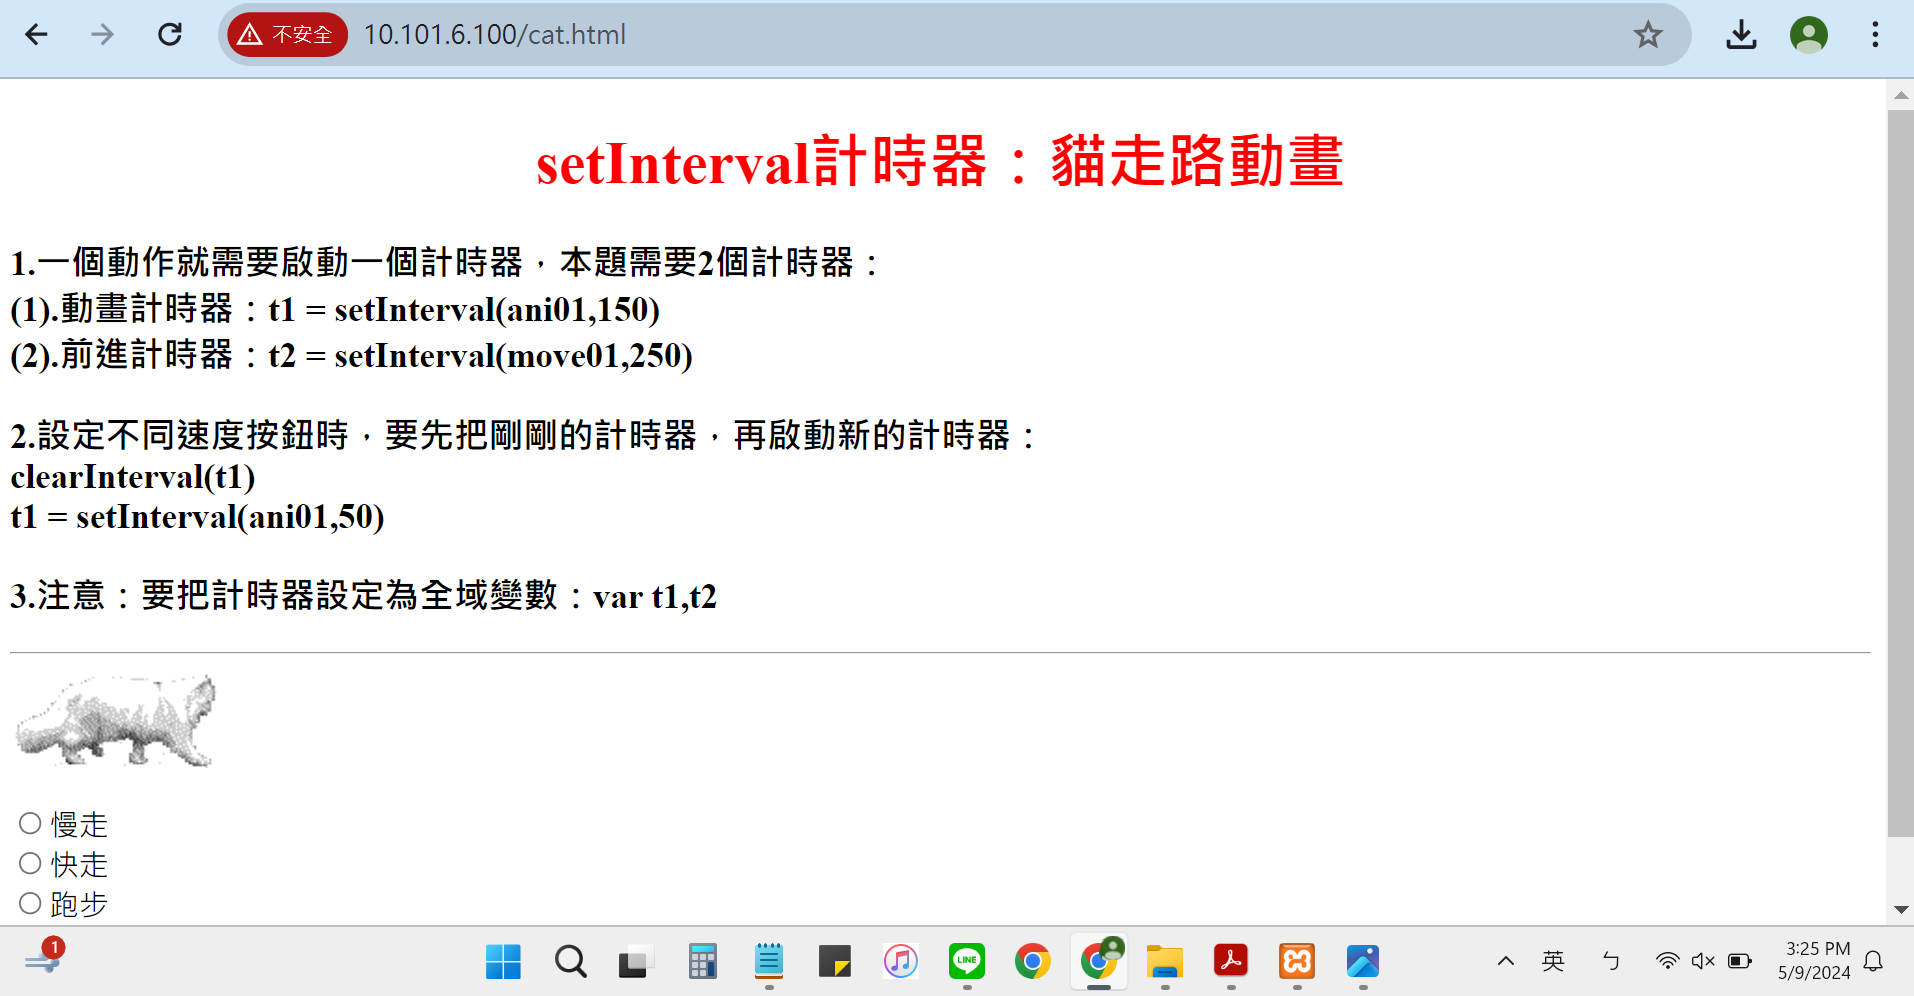 不安全 10.101.6.100/cat.html
setInterval計時器：貓走路動畫
1.一個動作就需要啟動一個計時器，本題需要2個計時器：
(1).動畫計時器：t1 = setInterval(ani01,150)
(2).前進計時器：t2 = setInterval(move01,250)
2.設定不同速度按鈕時，要先把剛剛的計時器，再啟動新的計時器：
clearInterval(t1)
t1 = setInterval(ani01,50)
3.注意：要把計時器設定為全域變數：var t1,t2
慢走
快走
跑步
1
LINE
英 ㄅ
3:25 PM
5/9/2024